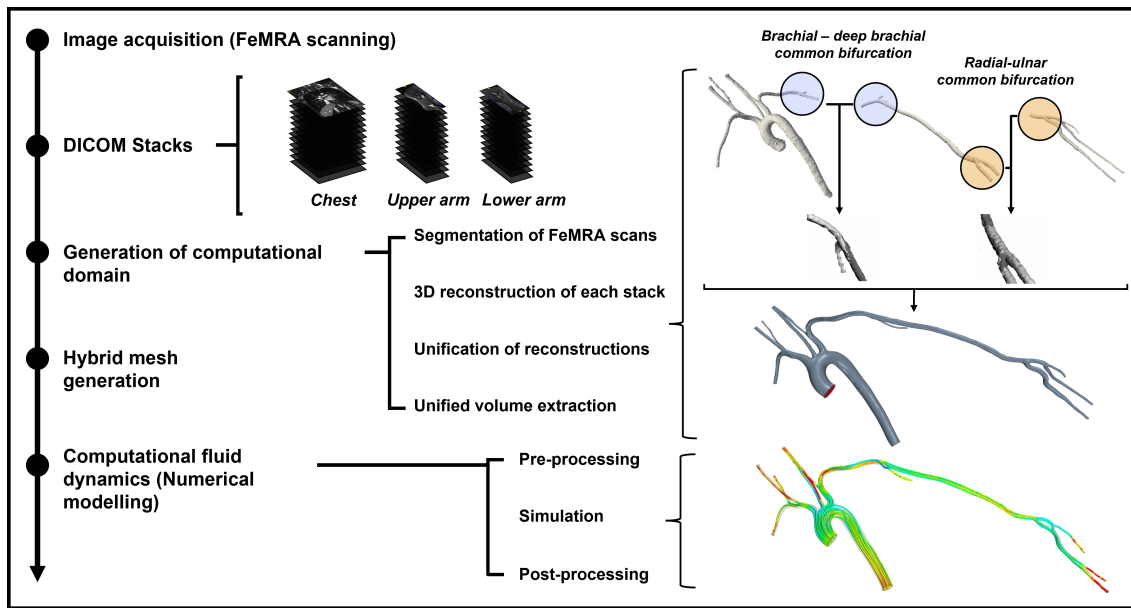 Image acquisition (FeMRA scanning)
DICOM Stacks
Chest
Upper arm
Lower arm
Generation of computational
domain
Segmentation of FeMRA scans
3D reconstruction of each stack
Unification of reconstructions
Unified volume extraction
Hybrid mesh
generation
Computational fluid
dynamics (Numerical
modelling)
Pre-processing
Simulation
Post-processing
Brachial – deep brachial
common bifurcation
Radial-ulnar
common bifurcation